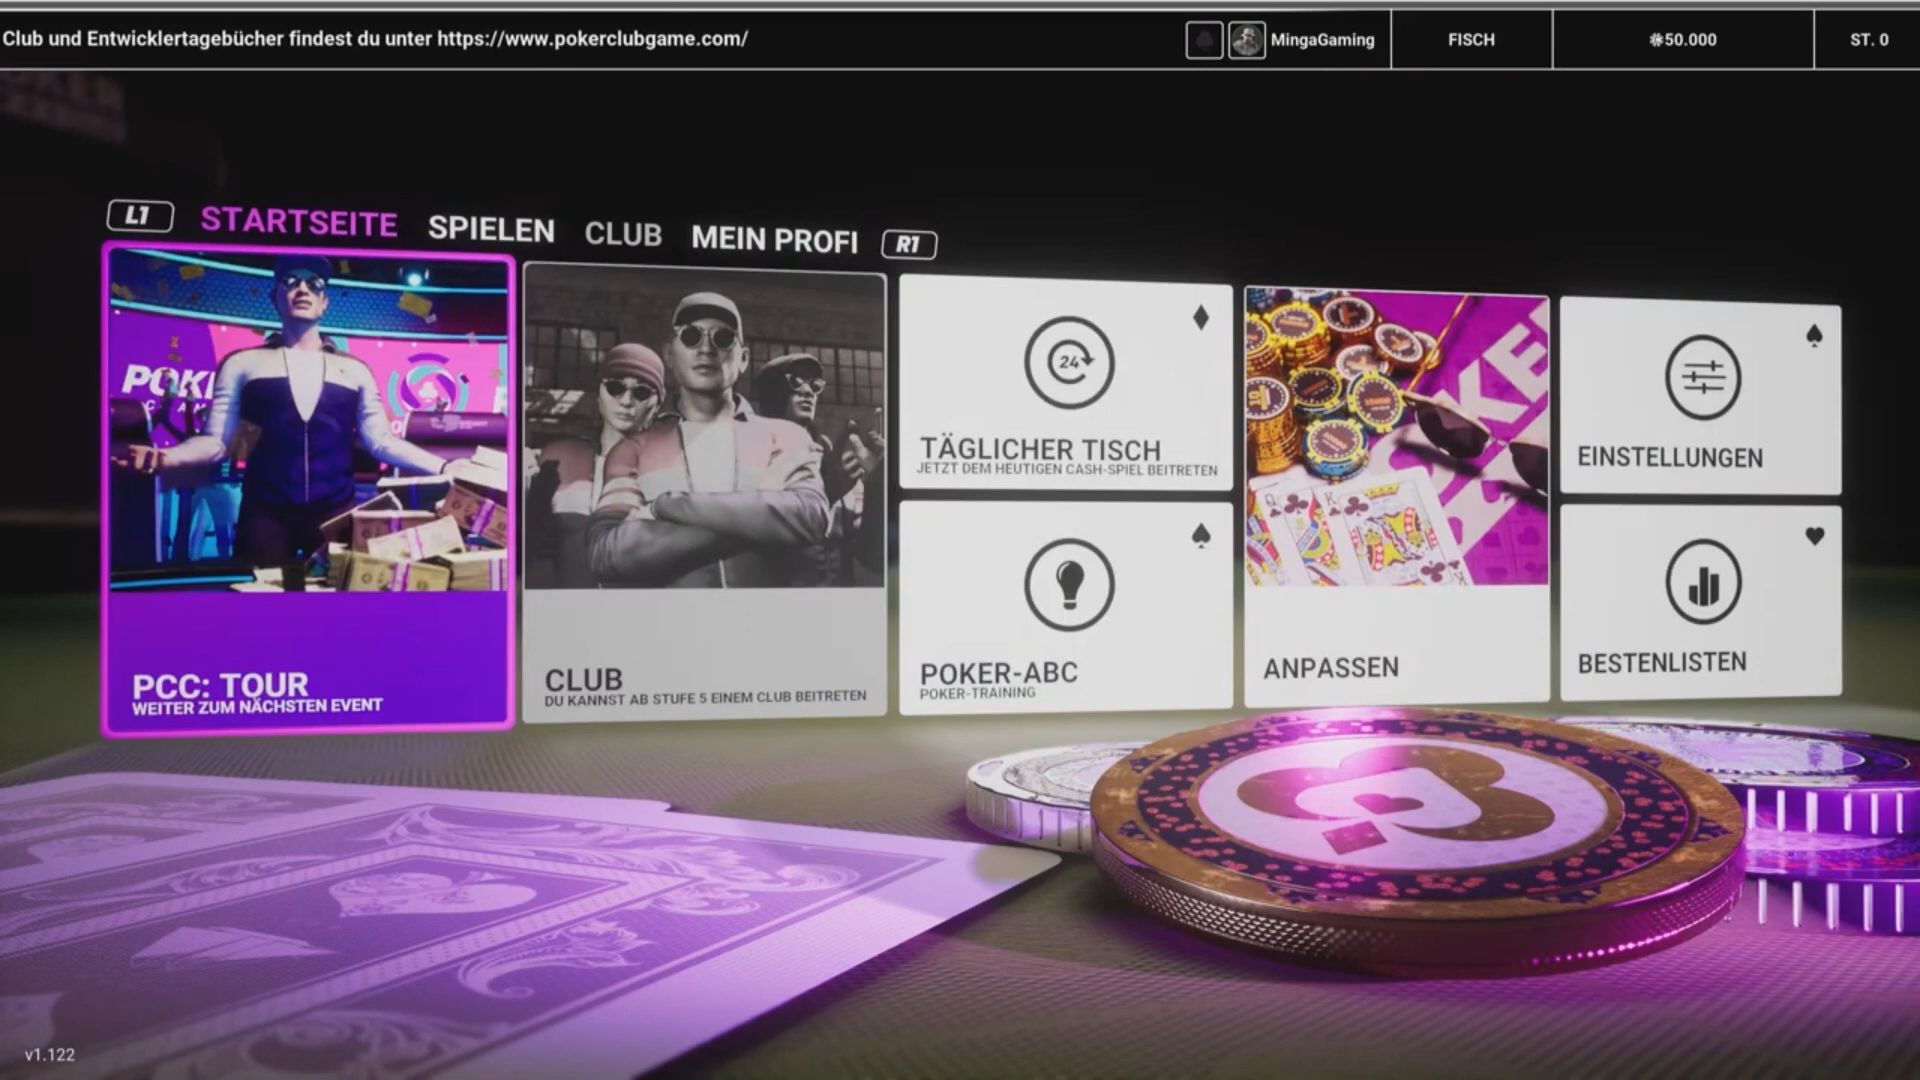 Club und Entwicklertagebücher findest du unter https://www.pokerclubgame.com/
MingaGaming
FISCH
50.000
ST. 0
L1
STARTSEITE
SPIELEN
CLUB
MEIN PROFI
R1
PCC: TOUR
WEITER ZUM NÄCHSTEN EVENT
CLUB
DU KANNST AB STUFE 5 EINEM CLUB BEITRETEN
24
TÄGLICHER TISCH
JETZT DEM HEUTIGEN CASH-SPIEL BEITRETEN
POKER-ABC
POKER-TRAINING
ANPASSEN
EINSTELLUNGEN
BESTENLISTEN
v1.122